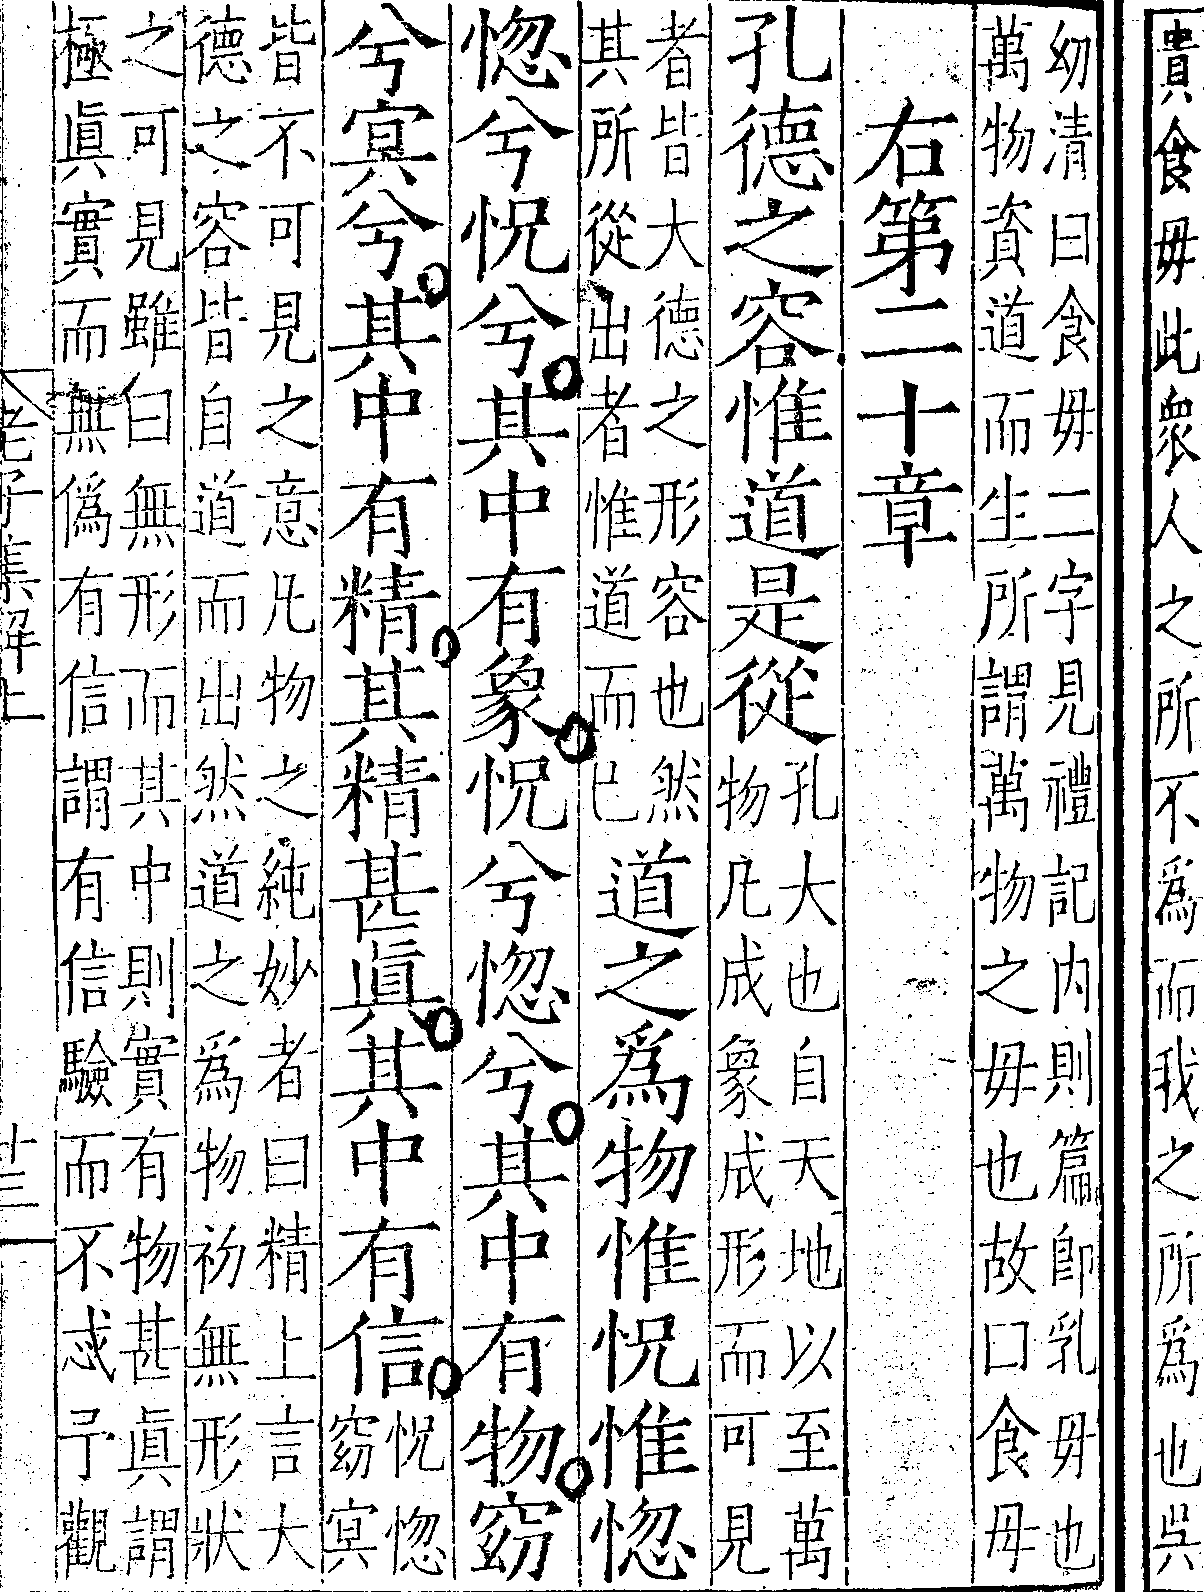 貴食母此衆人之所不爲而我之所爲也吳
幼清曰食母二字見禮記内則篇卽乳母也
萬物資道而生所謂萬物之母也故曰食母
右第二十章
孔德之容惟道是從
孔大也自天地以至萬
物凡成象成形而可見
者皆大德之形容也然
其所從出者惟道而已
道之爲物惟怳惟惚
惚兮怳兮其中有象怳兮惚兮其中有物窈
兮冥兮其中有精其精甚眞其中有信
怳惚
窈冥
皆不可見之意凡物之純妙者曰精上言大
德之容皆自道而出然道之爲物初無形狀
之可見雖曰無形而其中則實有物甚眞謂
極眞實而無僞有信謂有信驗而不忒予觀
老子集解上
廿三